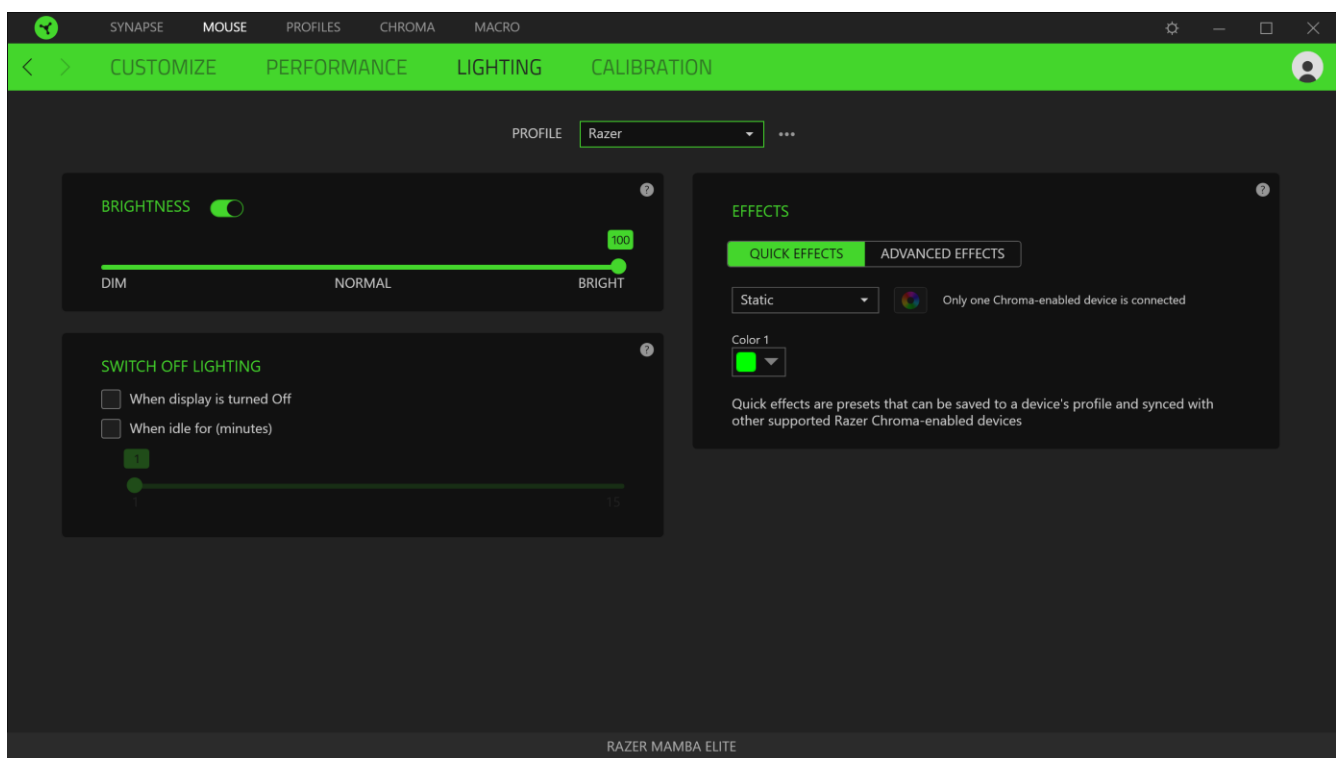 SYNAPSE MOUSE PROFILES CHROMA MACRO
CUSTOMIZE PERFORMANCE LIGHTING CALIBRATION
PROFILE Razer
BRIGHTNESS
100
DIM NORMAL BRIGHT
SWITCH OFF LIGHTING
When display is turned Off
When idle for (minutes)
1
1 15
EFFECTS
QUICK EFFECTS ADVANCED EFFECTS
Static Only one Chroma-enabled device is connected
Color 1
Quick effects are presets that can be saved to a device's profile and synced with
other supported Razer Chroma-enabled devices
RAZER MAMBA ELITE